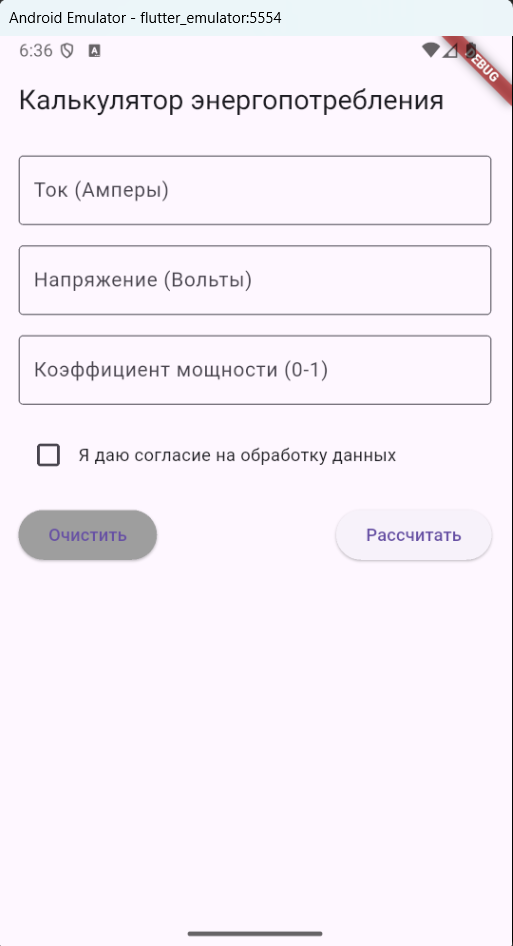 Android Emulator - flutter_emulator:5554
6:36
A
DEBUG
Калькулятор энергопотребления
Ток (Амперы)
Напряжение (Вольты)
Коэффициент мощности (0-1)
Я даю согласие на обработку данных
Очистить
Рассчитать